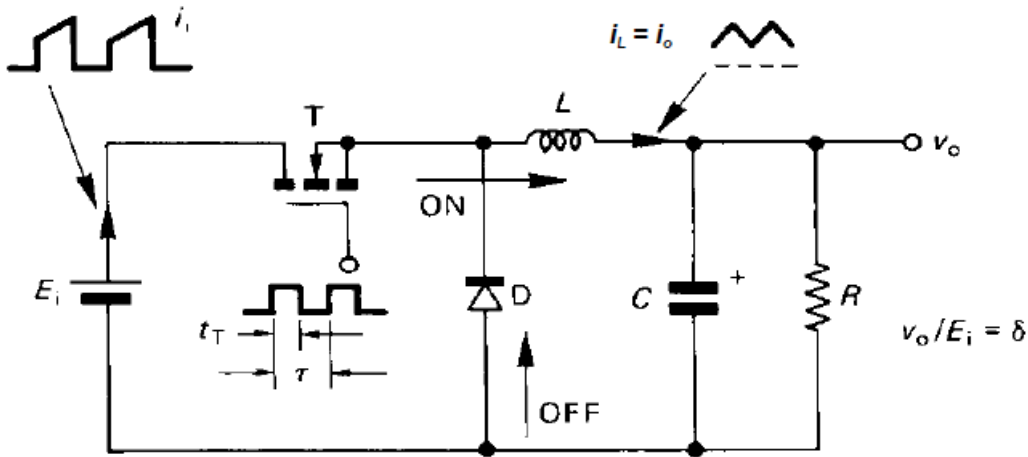 i_i
i_L = i_o
T
L
v_o
ON
E_i
D
C
+
R
t_T
τ
v_o/E_i = δ
OFF